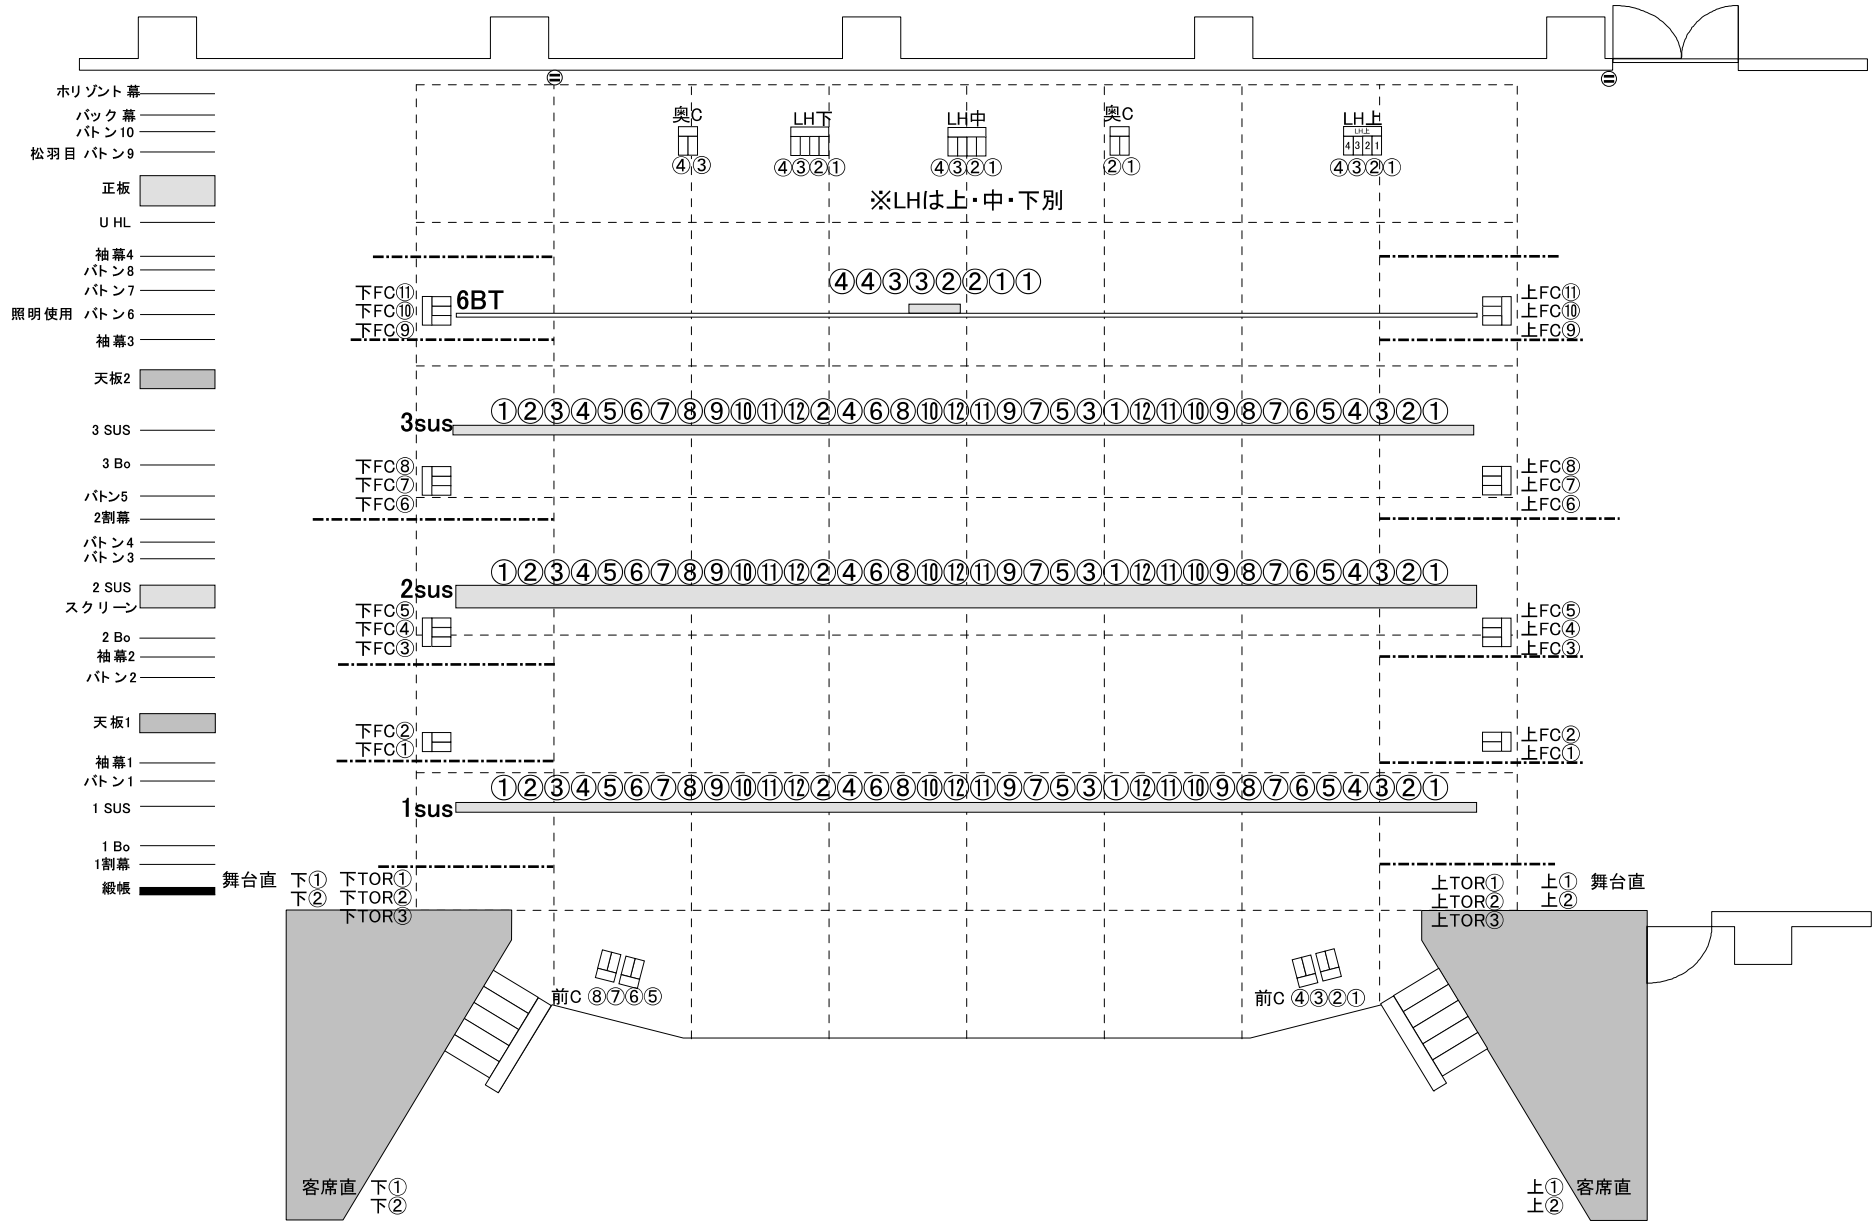 ホリゾント幕
バック幕
バトン10
松羽目 バトン9
正板
U HL
袖幕4
バトン8
バトン7
照明使用 バトン6
袖幕3
天板2
3 SUS
3 Bo
バトン5
2割幕
バトン4
バトン3
2 SUS
スクリーン
2 Bo
袖幕2
バトン2
天板1
袖幕1
バトン1
1 SUS
1 Bo
1割幕
緞帳
奥C
④③
LH下
④③②①
LH中
④③②①
奥C
②①
LH上
LH上
4 3 2 1
④③②①
※LHは上・中・下別
④④③③②②①①
6BT
下FC⑪
下FC⑩
下FC⑨
上FC⑪
上FC⑩
上FC⑨
①②③④⑤⑥⑦⑧⑨⑩⑪⑫②④⑥⑧⑩⑫⑪⑨⑦⑤③①⑫⑪⑩⑨⑧⑦⑥⑤④③②①
3sus
下FC⑧
下FC⑦
下FC⑥
上FC⑧
上FC⑦
上FC⑥
①②③④⑤⑥⑦⑧⑨⑩⑪⑫②④⑥⑧⑩⑫⑪⑨⑦⑤③①⑫⑪⑩⑨⑧⑦⑥⑤④③②①
2sus
下FC⑤
下FC④
下FC③
上FC⑤
上FC④
上FC③
下FC②
下FC①
上FC②
上FC①
①②③④⑤⑥⑦⑧⑨⑩⑪⑫②④⑥⑧⑩⑫⑪⑨⑦⑤③①⑫⑪⑩⑨⑧⑦⑥⑤④③②①
1sus
舞台直 下①
下②
下TOR①
下TOR②
下TOR③
上TOR①
上TOR②
上TOR③
上① 舞台直
上②
前C ⑧⑦⑥⑤
前C ④③②①
客席直 下①
下②
上① 客席直
上②